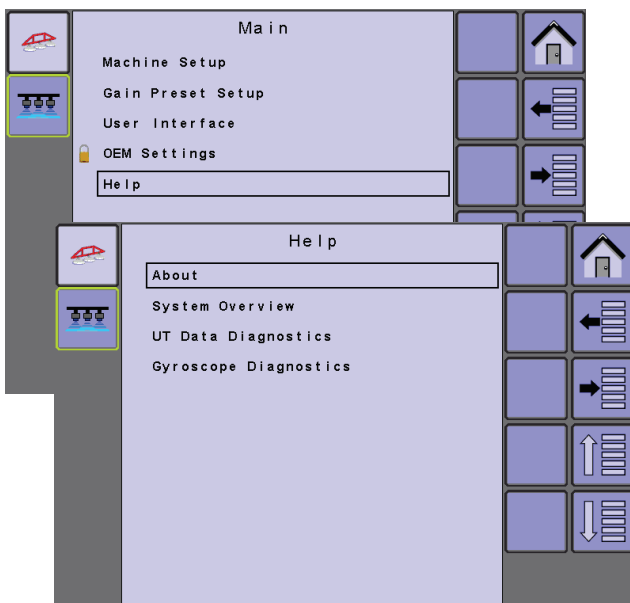 Main
Machine Setup
Gain Preset Setup
User Interface
OEM Settings
Help
Help
About
System Overview
UT Data Diagnostics
Gyroscope Diagnostics